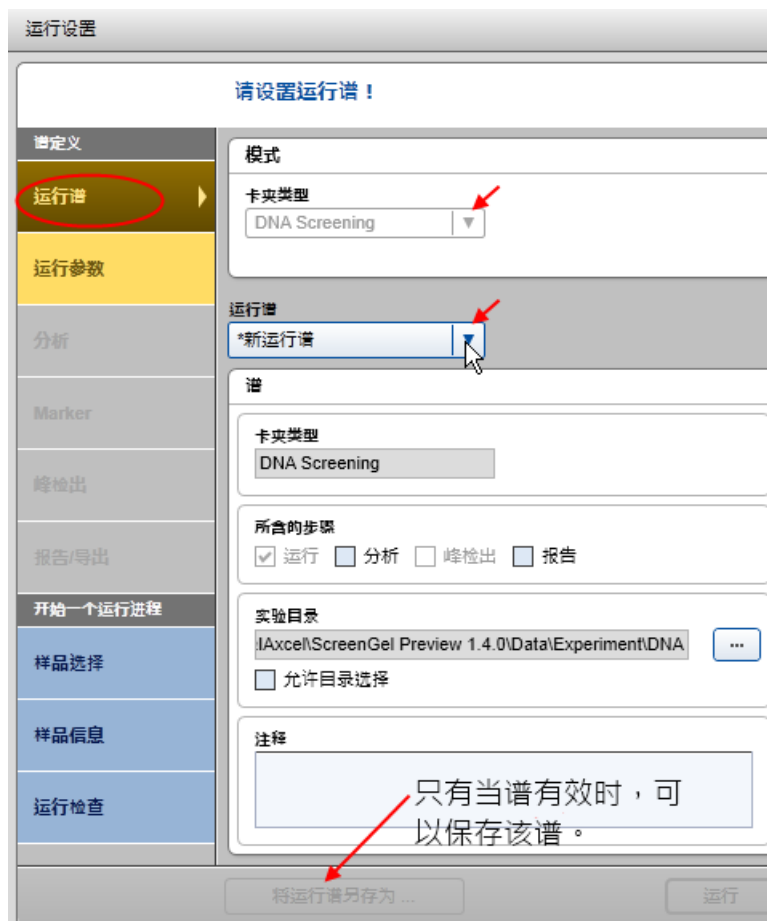 运行设置
请设置运行谱！
谱定义
运行谱
运行参数
分析
Marker
峰检出
报告/导出
开始一个运行进程
样品选择
样品信息
运行检查
模式
卡夹类型
DNA Screening
运行谱
*新运行谱
谱
卡夹类型
DNA Screening
所含的步骤
运行 分析 峰检出 报告
实验目录
:lAxcel\ScreenGel Preview 1.4.0\Data\Experiment\DNA ...
允许目录选择
注释
只有当谱有效时，可
以保存该谱。
将运行谱另存为 ... 运行